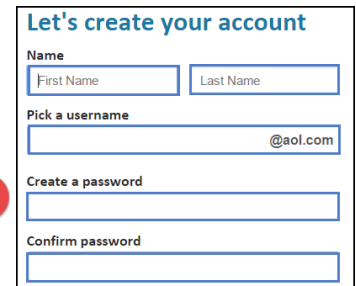 Let's create your account
Name
First Name Last Name
Pick a username
@aol.com
Create a password
Confirm password